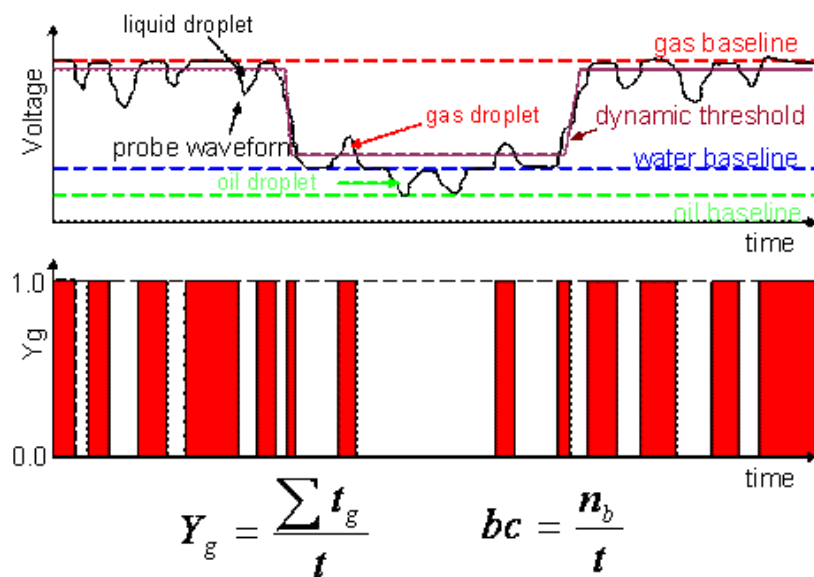 liquid droplet
gas baseline
Voltage
gas droplet
dynamic threshold
probe waveform
water baseline
oil droplet
oil baseline
time
1.0
Yg
0.0
time
Y_g = ∑ t_g / t
bc = n_b / t